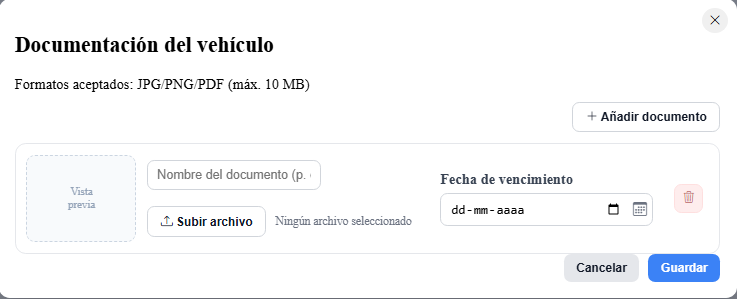 Documentación del vehículo
Formatos aceptados: JPG/PNG/PDF (máx. 10 MB)
Añadir documento
Vista
previa
Nombre del documento (p.
Fecha de vencimiento
dd-mm-aaaa
Subir archivo
Ningún archivo seleccionado
Cancelar
Guardar